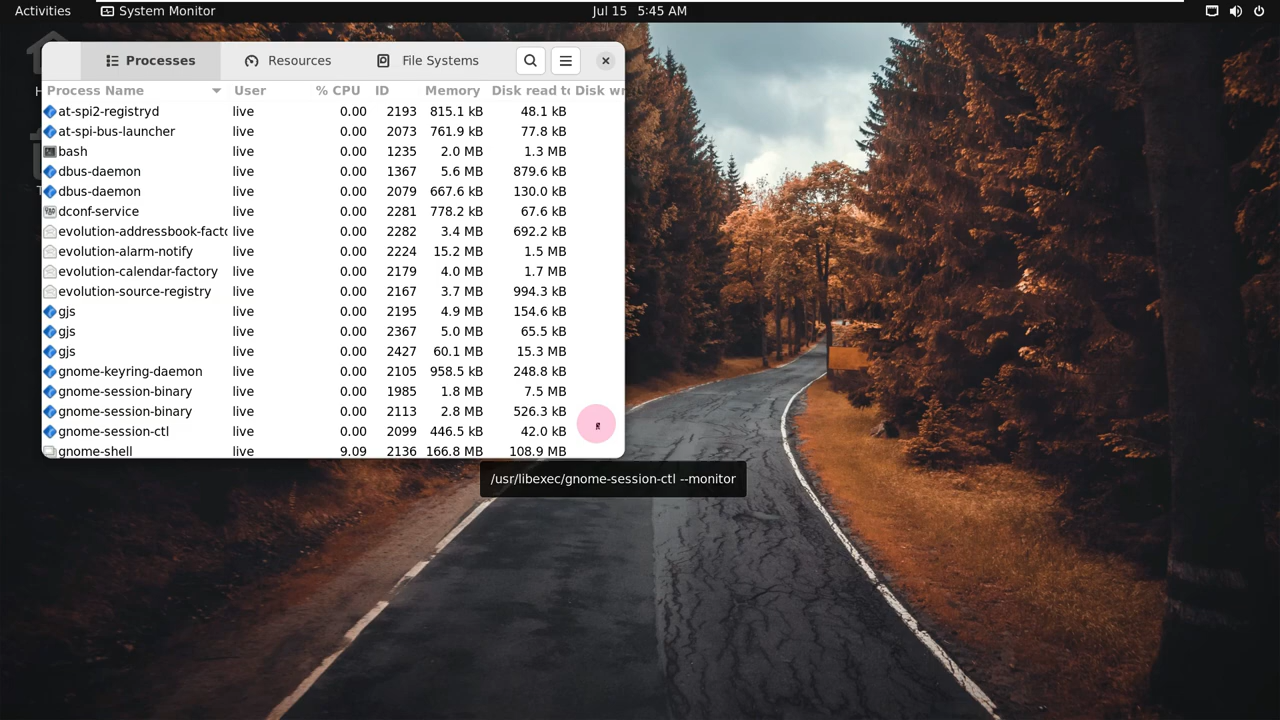 Activities System Monitor Jul 15 5:45 AM
Processes Resources File Systems
Process Name User % CPU ID Memory Disk read to Disk wr
at-spi2-registryd live 0.00 2193 815.1 kB 48.1 kB
at-spi-bus-launcher live 0.00 2073 761.9 kB 77.8 kB
bash live 0.00 1235 2.0 MB 1.3 MB
dbus-daemon live 0.00 1367 5.6 MB 879.6 kB
dbus-daemon live 0.00 2079 667.6 kB 130.0 kB
dconf-service live 0.00 2281 778.2 kB 67.6 kB
evolution-addressbook-facto live 0.00 2282 3.4 MB 692.2 kB
evolution-alarm-notify live 0.00 2224 15.2 MB 1.5 MB
evolution-calendar-factory live 0.00 2179 4.0 MB 1.7 MB
evolution-source-registry live 0.00 2167 3.7 MB 994.3 kB
gjs live 0.00 2195 4.9 MB 154.6 kB
gjs live 0.00 2367 5.0 MB 65.5 kB
gjs live 0.00 2427 60.1 MB 15.3 MB
gnome-keyring-daemon live 0.00 2105 958.5 kB 248.8 kB
gnome-session-binary live 0.00 1985 1.8 MB 7.5 MB
gnome-session-binary live 0.00 2113 2.8 MB 526.3 kB
gnome-session-ctl live 0.00 2099 446.5 kB 42.0 kB
gnome-shell live 9.09 2136 166.8 MB 108.9 MB
/usr/libexec/gnome-session-ctl --monitor